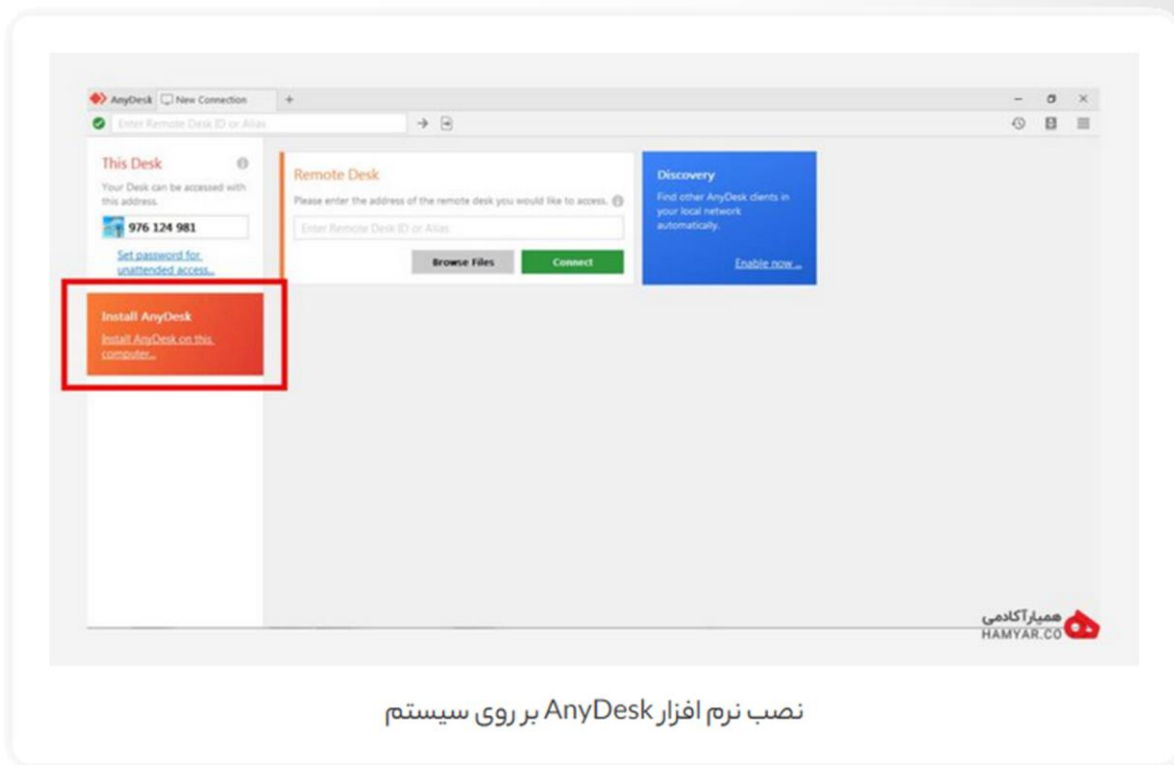 AnyDesk New Connection +
Enter Remote Desk ID or Alias
This Desk
Your Desk can be accessed with
this address.
976 124 981
Set password for
unattended access...
Install AnyDesk
Install AnyDesk on this
computer...
Remote Desk
Please enter the address of the remote desk you would like to access.
Enter Remote Desk ID or Alias
Browse Files Connect
Discovery
Find other AnyDesk clients in
your local network
automatically.
Enable now ...
همیارآکادمی
HAMYAR.CO
نصب نرم افزار AnyDesk بر روی سیستم